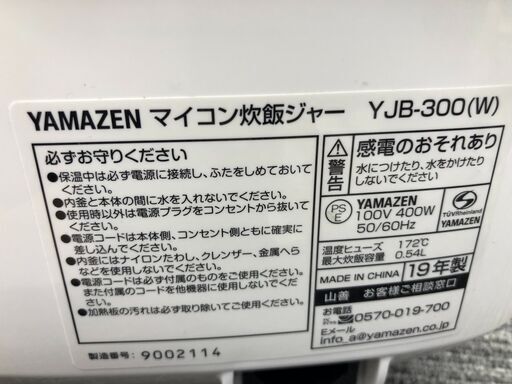 YAMAZEN マイコン炊飯ジャー YJB-300(W)
必ずお守りください
●保温中は必ず電源に接続し、ふたをしめておいてください。
●内釜と本体の間に水を入れないでください。
●使用時以外は電源プラグをコンセントから抜いてください。
●電源コードは本体側、コンセント側ともに確実に
差し込んでください。
●内釜にはナイロンたわし、クレンザー、金属へら
などを使用しないでください。
●電源コードは必ず付属のものをご使用ください。
また付属のコードを他機器に使用しないでください。
●加熱板の汚れは必ず取り除いてご使用ください。
製造番号 9002114
警告
感電のおそれあり
水につけたり、水をかけたり
しないでください
PS
E
YAMAZEN
100V 400W
50/60Hz
TÜVRheinland
YAMAZEN
温度ヒューズ 172℃
最大炊飯容量 0.54L
MADE IN CHINA 19年製
山善 お客様ご相談窓口
お電話
0570-019-700
Eメール
info_a@yamazen.co.jp